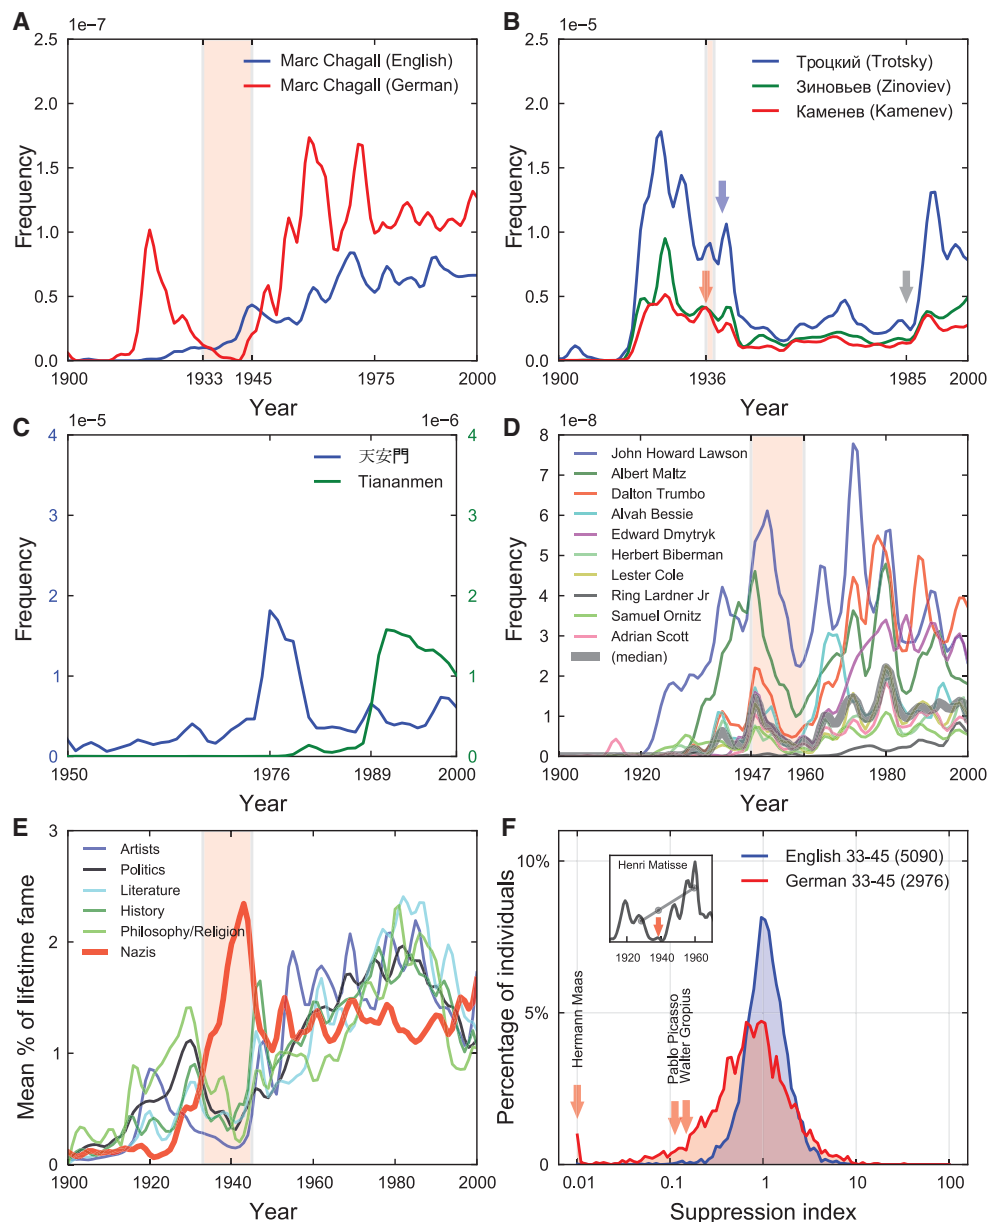 A
1e−7
Marc Chagall (English)
Marc Chagall (German)
2.5
2.0
1.5
1.0
0.5
0.0
Frequency
1900
1933
1945
1975
2000
Year
B
1e−5
Троцкий (Trotsky)
Зиновьев (Zinoviev)
Каменев (Kamenev)
2.5
2.0
1.5
1.0
0.5
0.0
Frequency
1900
1936
1985
2000
Year
C
1e−5
1e−6
天安門
Tiananmen
4
3
2
1
0
4
3
2
1
0
Frequency
1950
1976
1989
2000
Year
D
1e−8
John Howard Lawson
Albert Maltz
Dalton Trumbo
Alvah Bessie
Edward Dmytryk
Herbert Biberman
Lester Cole
Ring Lardner Jr
Samuel Ornitz
Adrian Scott
(median)
8
7
6
5
4
3
2
1
0
Frequency
1900
1920
1947
1960
1980
2000
Year
E
Artists
Politics
Literature
History
Philosophy/Religion
Nazis
3
2
1
0
Mean % of lifetime fame
1900
1920
1940
1960
1980
2000
Year
F
English 33-45 (5090)
German 33-45 (2976)
Henri Matisse
1920
1940
1960
Hermann Maas
Pablo Picasso
Walter Gropius
10%
5%
0
Percentage of individuals
0.01
0.1
1
10
100
Suppression index